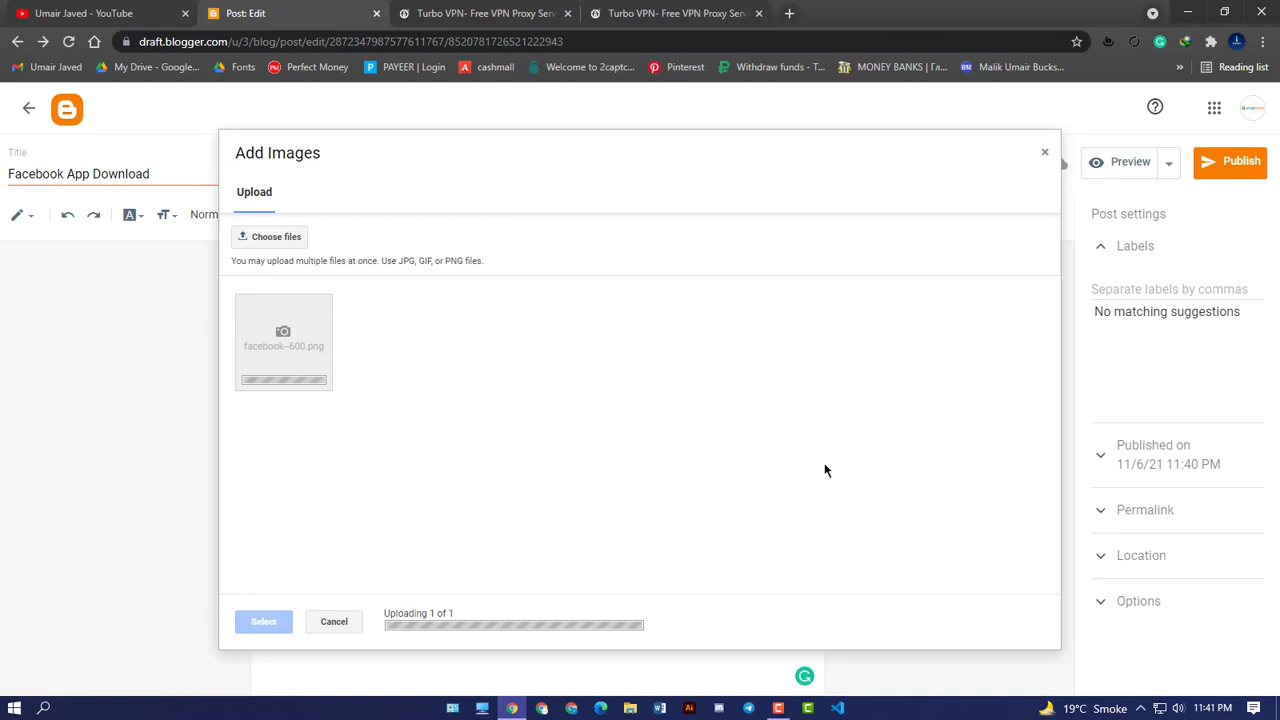 Umair Javed - YouTube
Post: Edit
Turbo VPN- Free VPN Proxy Serv
Turbo VPN- Free VPN Proxy Serv
draft.blogger.com/u/3/blog/post/edit/2872347987577611767/8520781726521222943
Umair Javed
My Drive - Google...
Fonts
Perfect Money
PAYEER | Login
cashmall
Welcome to 2captc...
Pinterest
Withdraw funds - T...
MONEY BANKS | Гл...
Malik Umair Bucks...
Reading list
Title
Facebook App Download
Norm
Preview
Publish
Add Images
Upload
Choose files
You may upload multiple files at once. Use JPG, GIF, or PNG files.
facebook--600.png
Select
Cancel
Uploading 1 of 1
Post settings
Labels
Separate labels by commas
No matching suggestions
Published on
11/6/21 11:40 PM
Permalink
Location
Options
19°C Smoke
11:41 PM